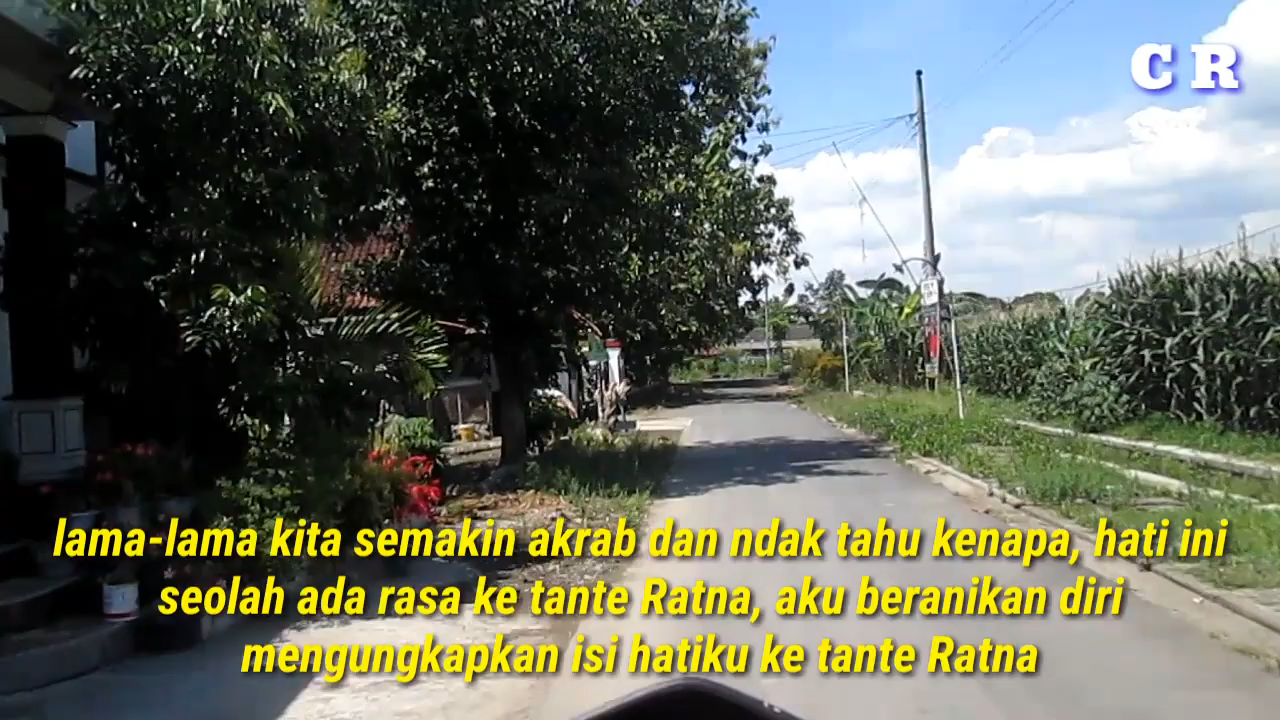 C R
lama-lama kita semakin akrab dan ndak tahu kenapa, hati ini
seolah ada rasa ke tante Ratna, aku beranikan diri
mengungkapkan isi hatiku ke tante Ratna